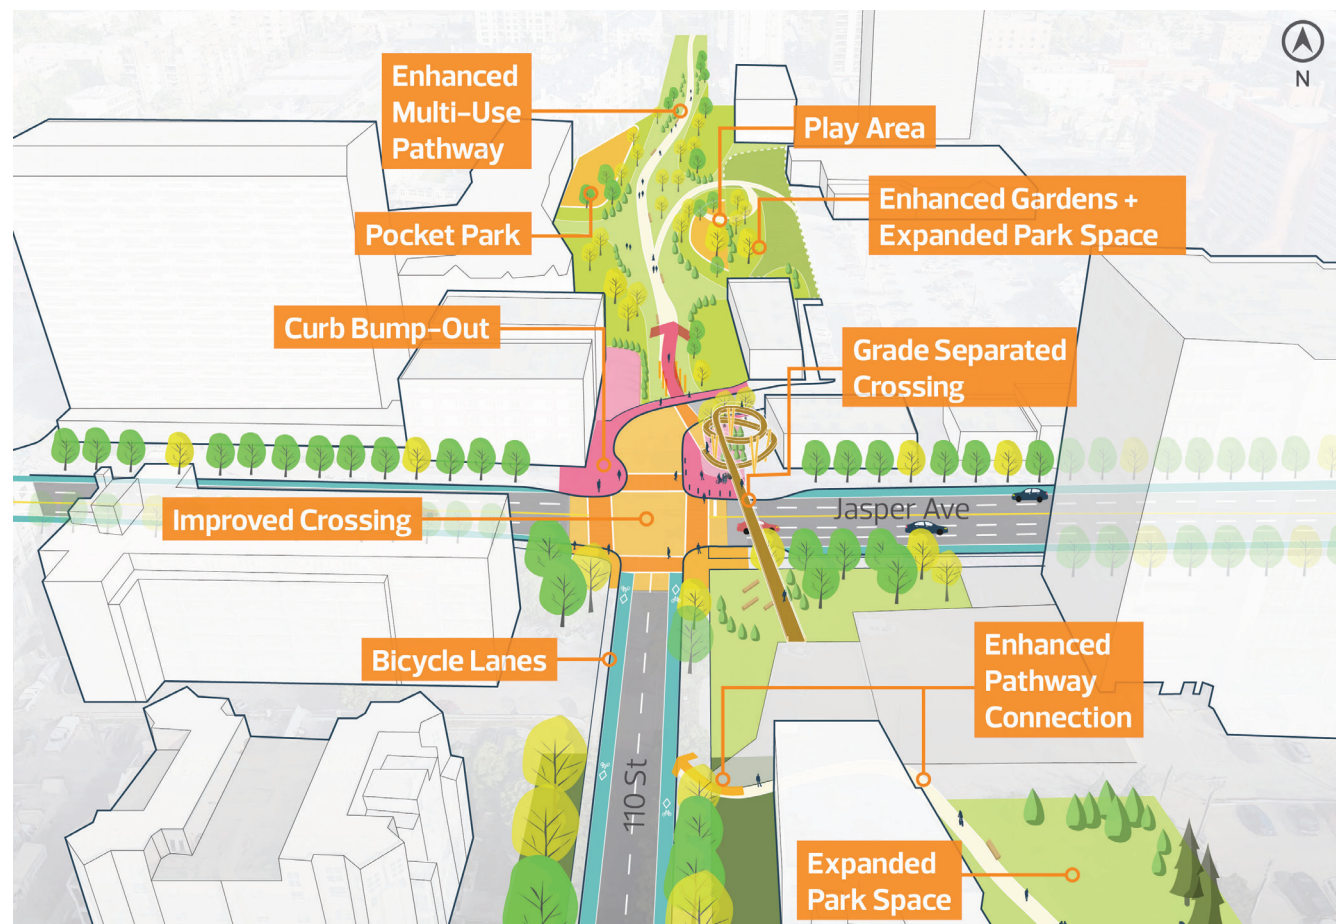 N
Enhanced
Multi-Use
Pathway
Play Area
Enhanced Gardens +
Expanded Park Space
Pocket Park
Curb Bump-Out
Grade Separated
Crossing
Improved Crossing
Jasper Ave
Bicycle Lanes
Enhanced
Pathway
Connection
110 St
Expanded
Park Space